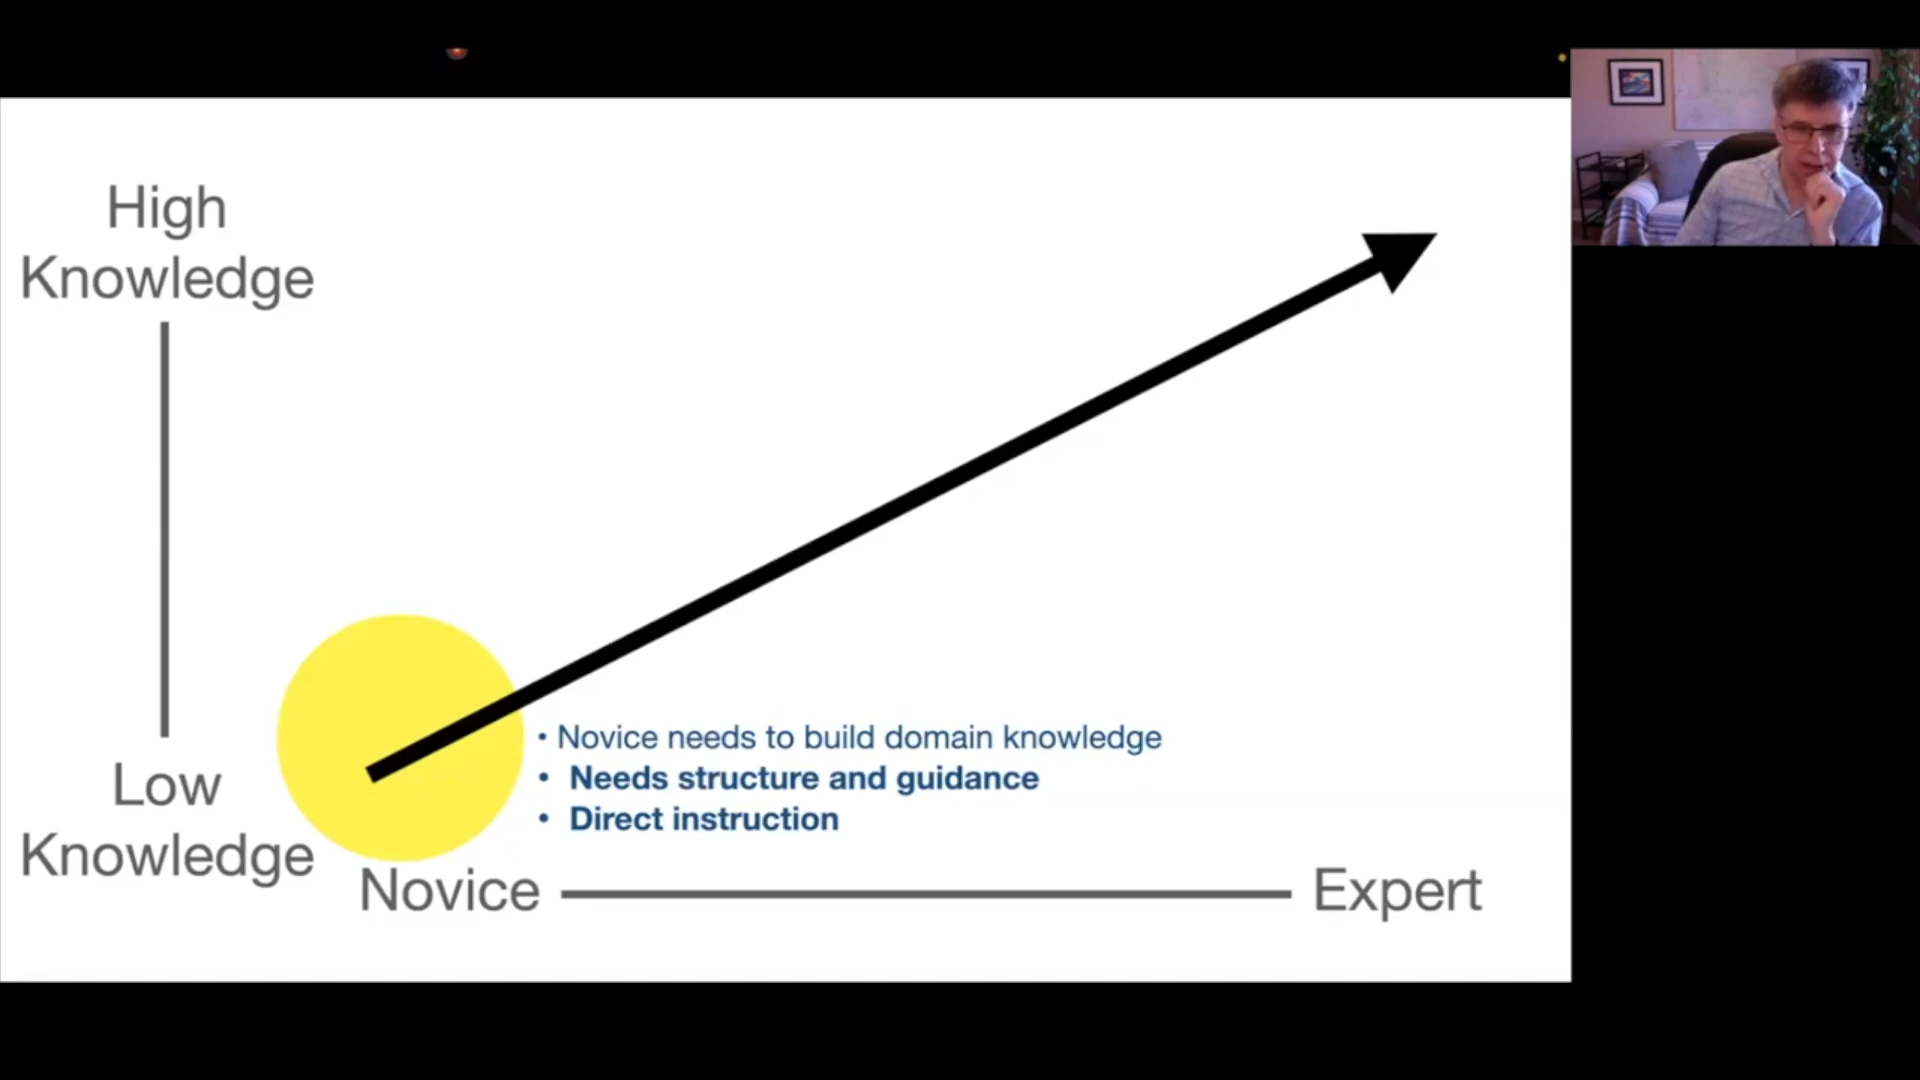 High
Knowledge
• Novice needs to build domain knowledge
• Needs structure and guidance
• Direct instruction
Low
Knowledge
Novice
Expert